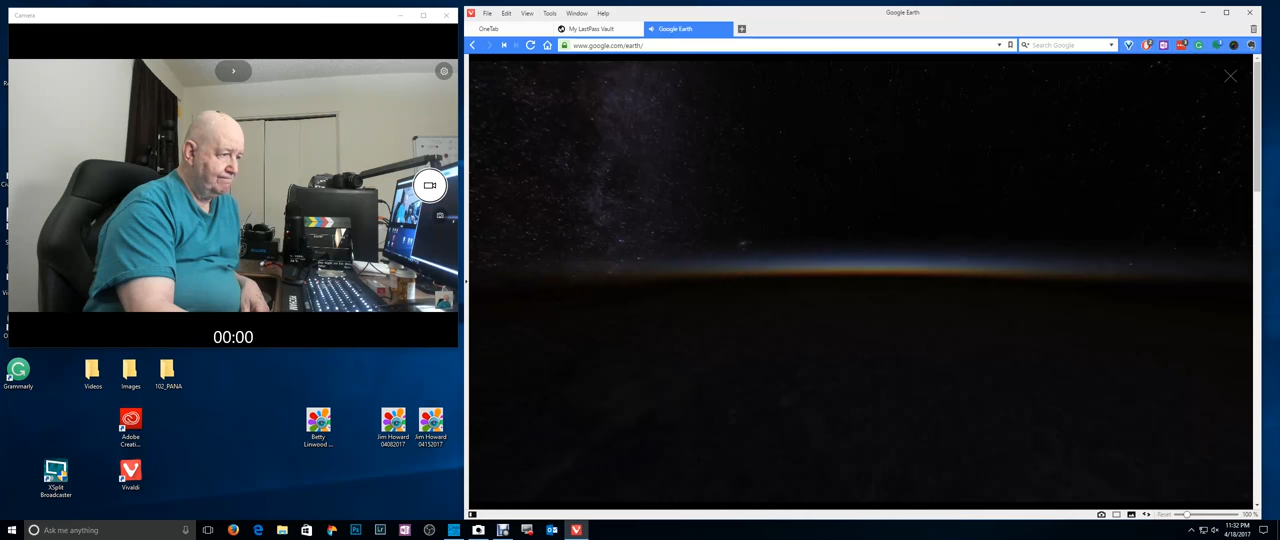 Camera
00:00
Grammarly
Videos
Images
102_PANA
Adobe
Creati...
Betty
Linwood ...
Jim Howard
04082017
Jim Howard
04152017
XSplit
Broadcaster
Vivaldi
File Edit View Tools Window Help
Google Earth
OneTab
My LastPass Vault
Google Earth
www.google.com/earth/
Search Google
Reset
100 %
Ask me anything
11:32 PM
4/18/2017